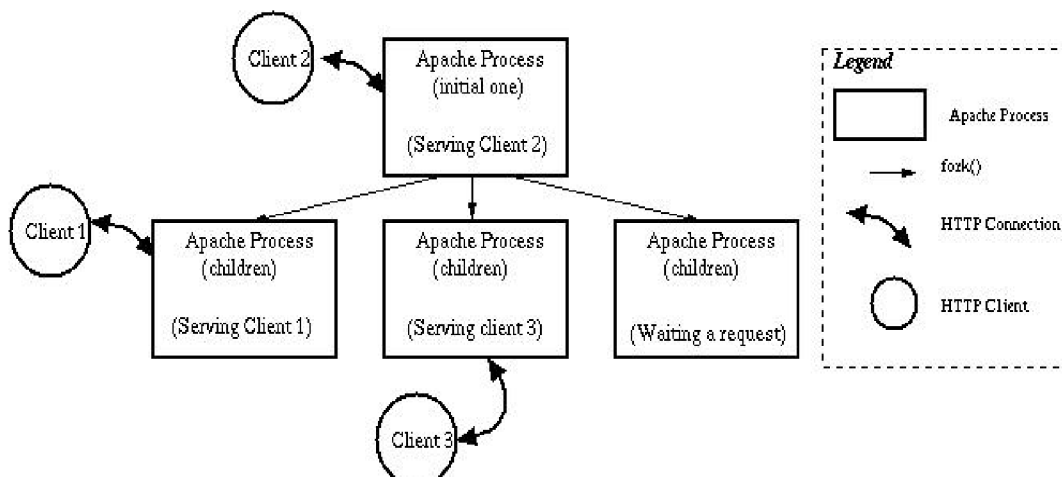 Client 2
Apache Process
(initial one)
(Serving Client 2)
Client 1
Apache Process
(children)
(Serving Client 1)
Apache Process
(children)
(Serving client 3)
Apache Process
(children)
(Waiting a request)
Client 3
Legend
Apache Process
fork()
HTTP Connection
HTTP Client